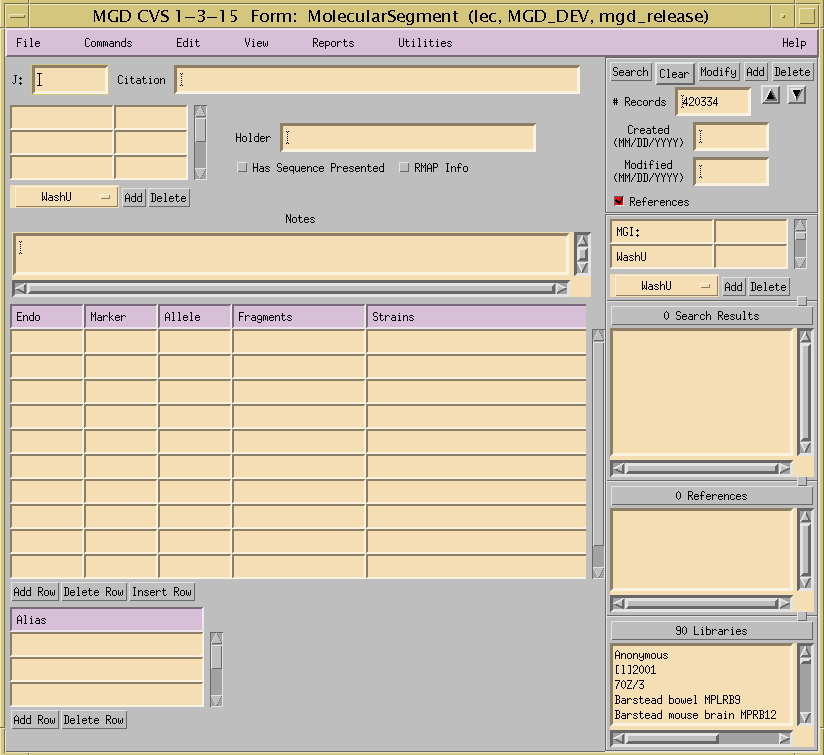 MGD CVS 1-3-15 Form: MolecularSegment (lec, MGD_DEV, mgd_release)
File Commands Edit View Reports Utilities Help
J: Citation
Search Clear Modify Add Delete
# Records 420334
Holder
Created
(MM/DD/YYYY)
Has Sequence Presented RMAP Info
Modified
(MM/DD/YYYY)
WashU Add Delete
References
Notes
MGI:
WashU
WashU Add Delete
Endo Marker Allele Fragments Strains
0 Search Results
0 References
Add Row Delete Row Insert Row
Alias
90 Libraries
Anonymous
[1]2001
70Z/3
Barstead bowel MPLRB9
Barstead mouse brain MPRB12
Add Row Delete Row